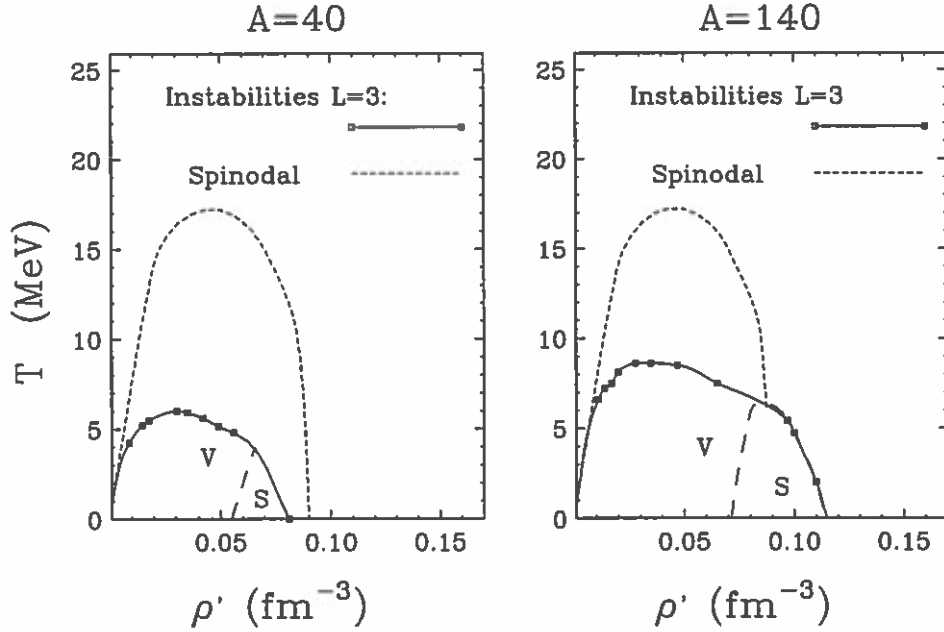 A=40
Instabilities L=3:
Spinodal
25
20
15
10
5
0
T (MeV)
V
S
0.05 0.10 0.15
ρ' (fm⁻³)
A=140
Instabilities L=3
Spinodal
25
20
15
10
5
0
V
S
0.05 0.10 0.15
ρ' (fm⁻³)